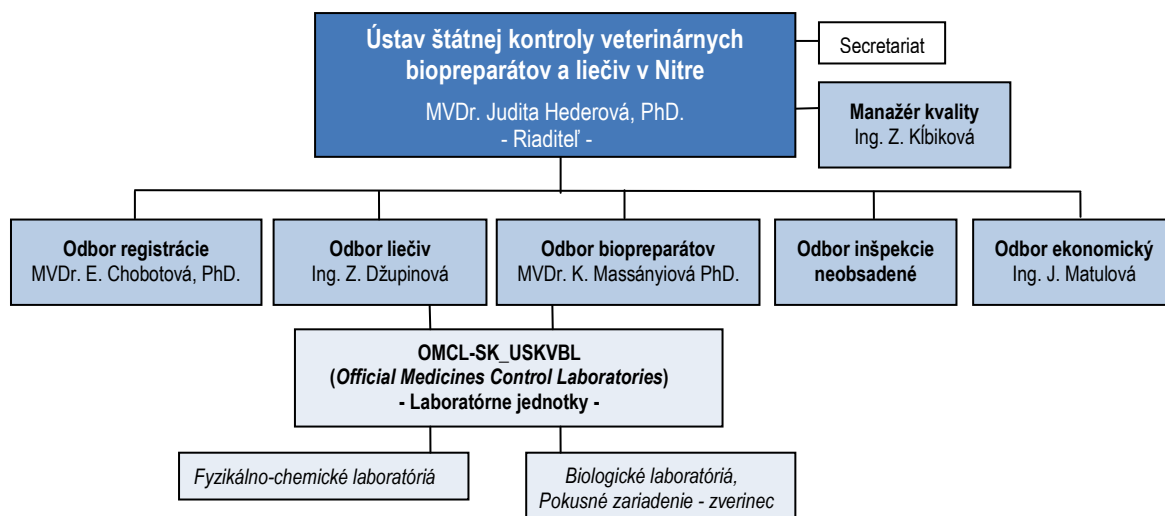 Ústav štátnej kontroly veterinárnych
biopreparátov a liečiv v Nitre
MVDr. Judita Hederová, PhD.
- Riaditeľ -
Secretariat
Manažér kvality
Ing. Z. Kĺbiková
Odbor registrácie
MVDr. E. Chobotová, PhD.
Odbor liečiv
Ing. Z. Džupinová
Odbor biopreparátov
MVDr. K. Massányiová PhD.
Odbor inšpekcie
neobsadené
Odbor ekonomický
Ing. J. Matulová
OMCL-SK_USKVBL
(Official Medicines Control Laboratories)
- Laboratórne jednotky -
Fyzikálno-chemické laboratóriá
Biologické laboratóriá,
Pokusné zariadenie - zverinec